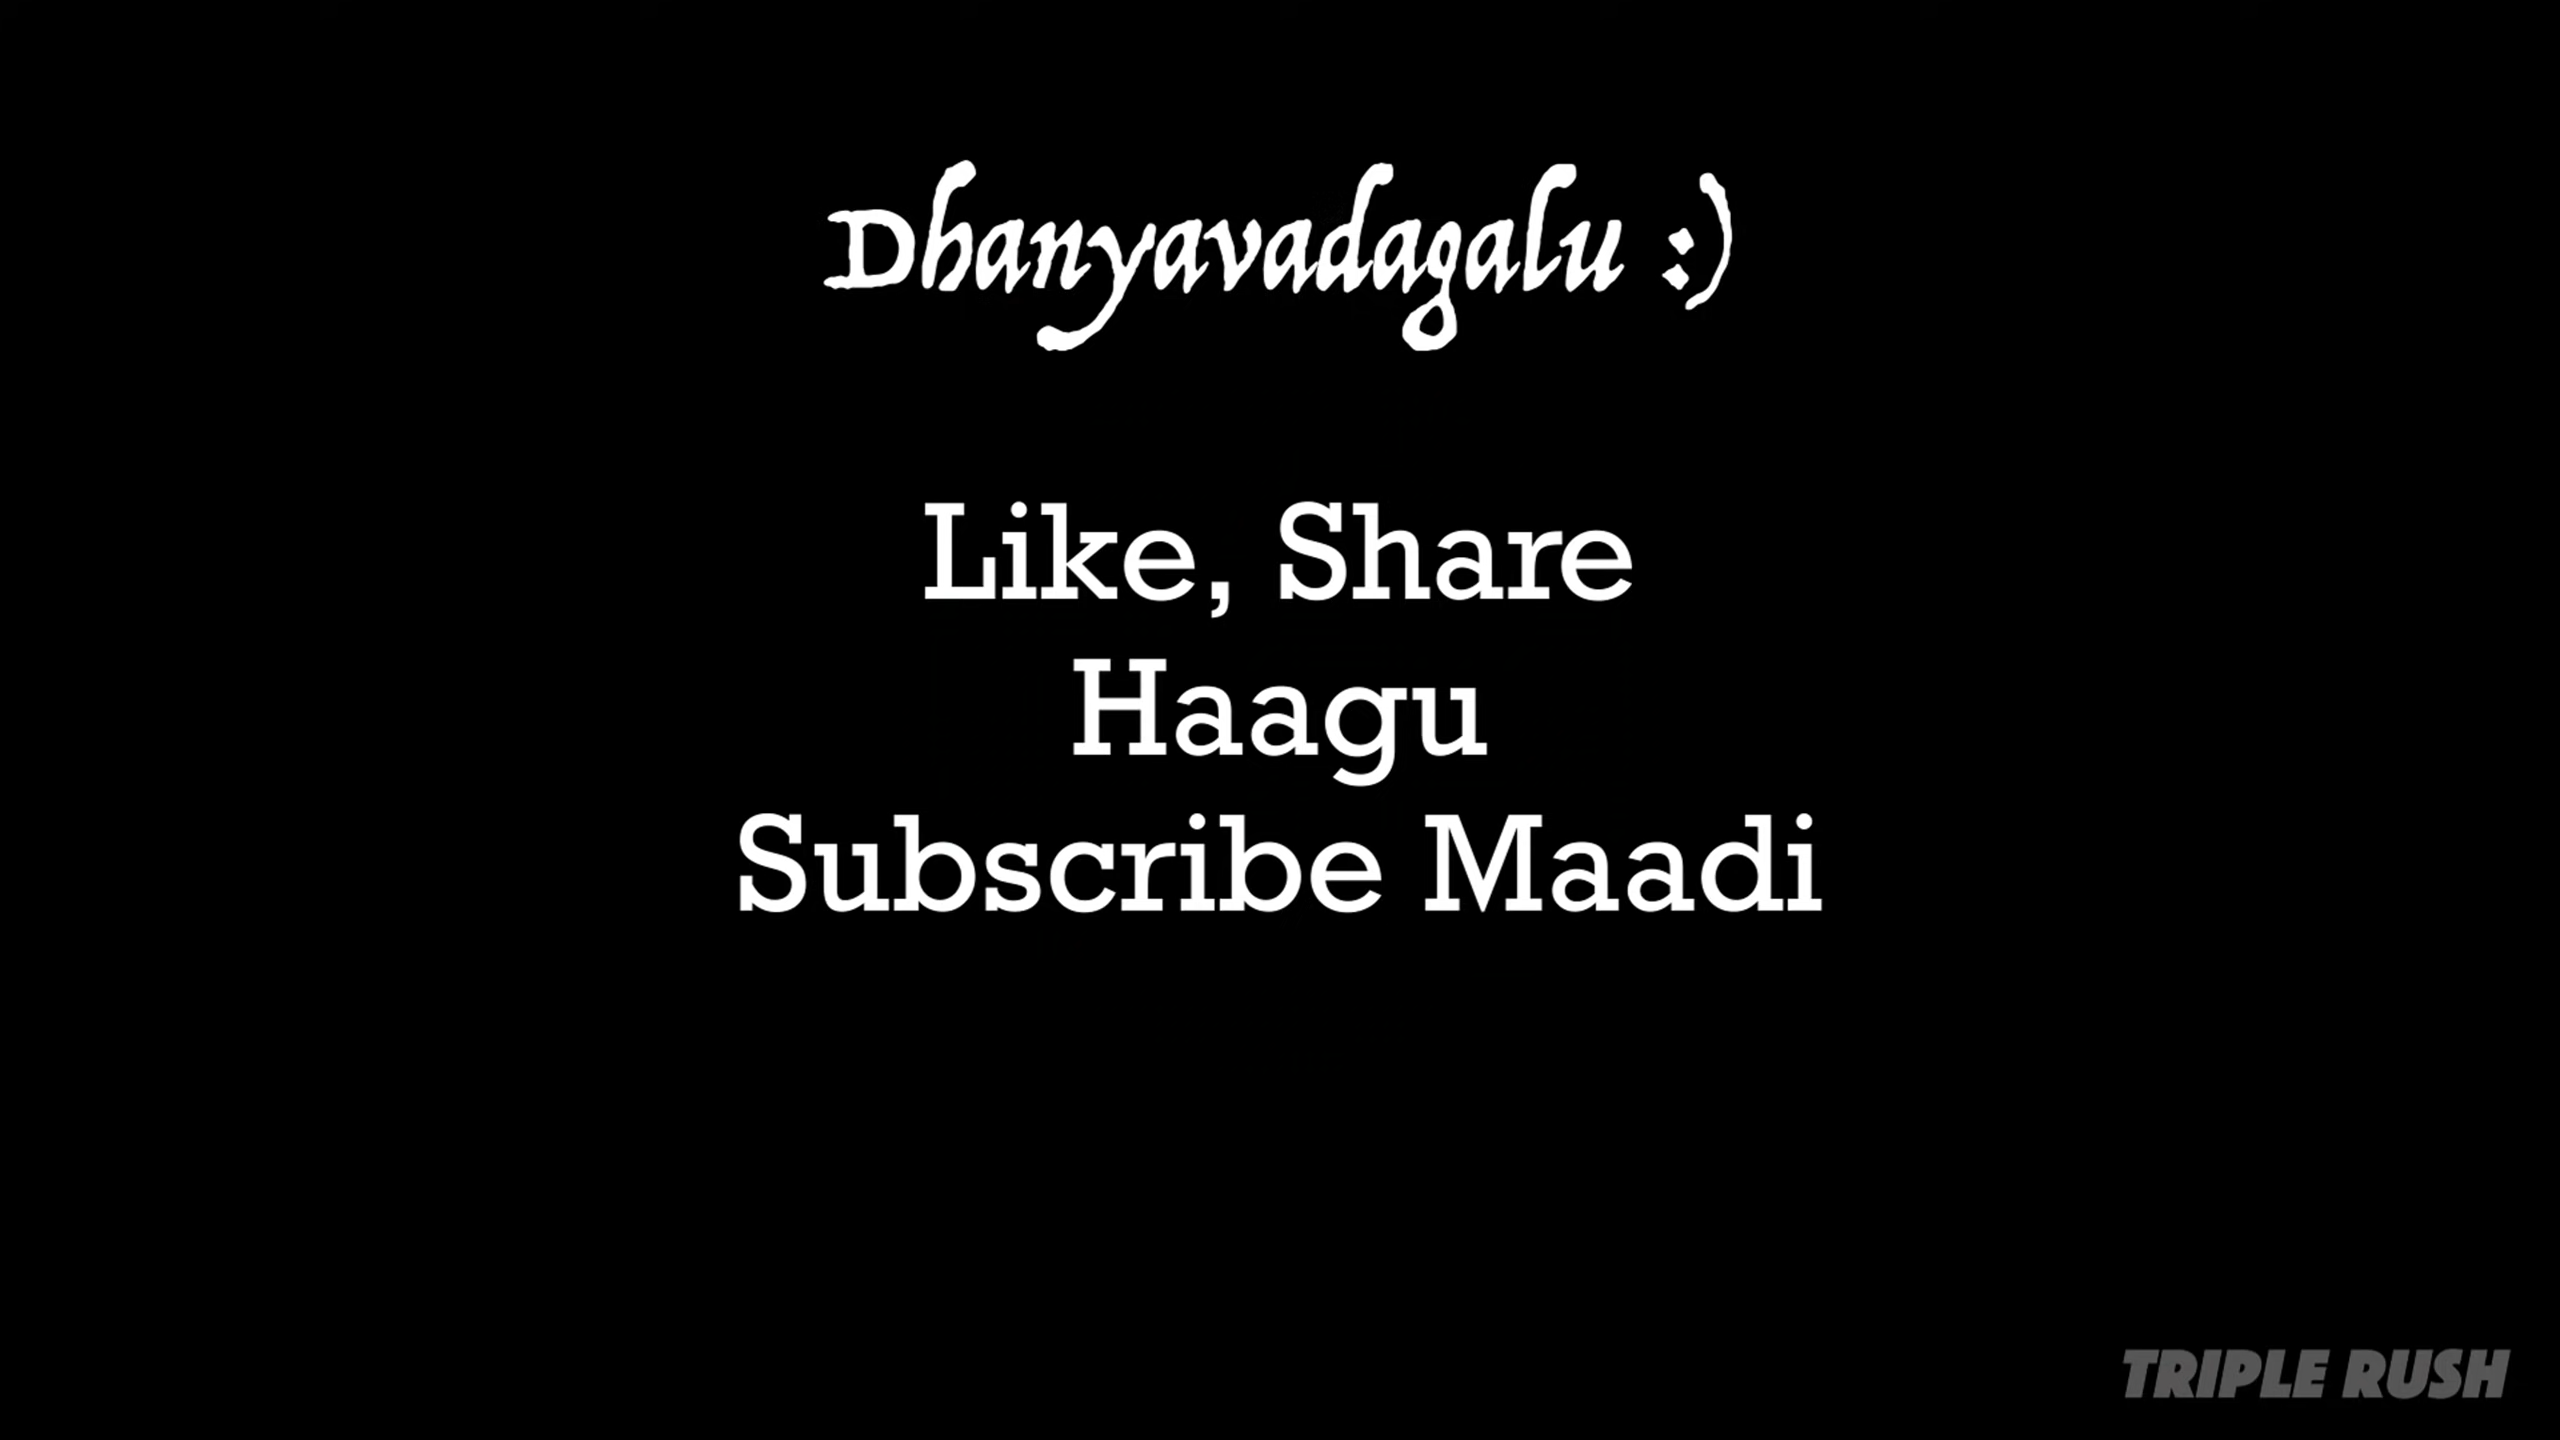 Dhanyavadagalu :)
Like, Share
Haagu
Subscribe Maadi
TRIPLE RUSH